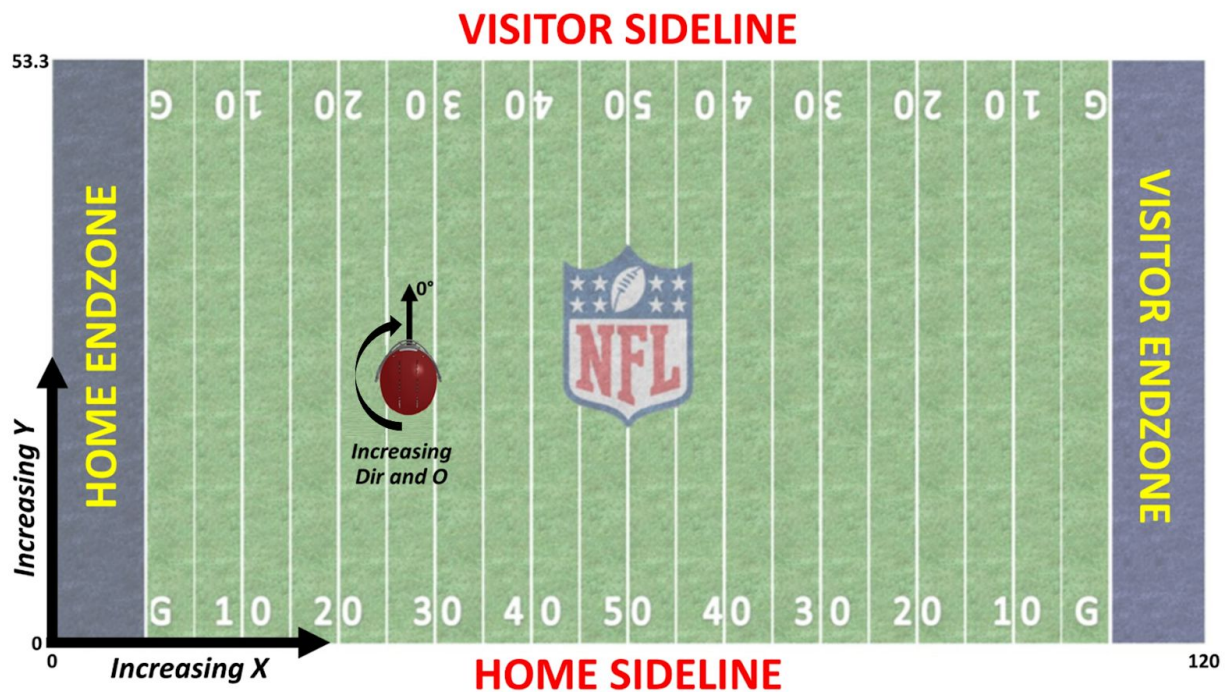 VISITOR SIDELINE
53.3
G 10 20 30 40 50 40 30 20 10 G
HOME ENDZONE
VISITOR ENDZONE
0°
NFL
Increasing
Dir and O
Increasing Y
G 10 20 30 40 50 40 30 20 10 G
0
0
Increasing X
HOME SIDELINE
120